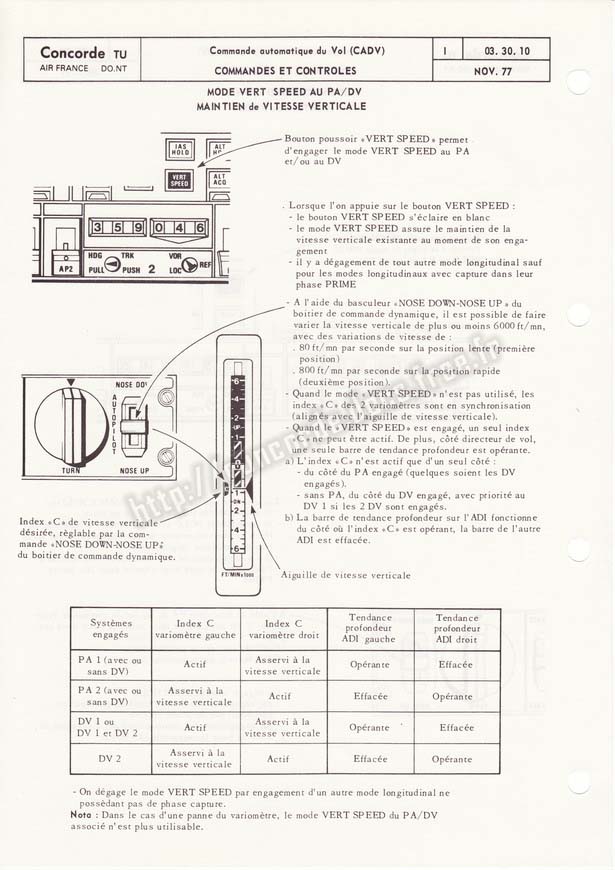 Concorde TU
AIR FRANCE DO.NT
Commande automatique du Vol (CADV)
COMMANDES ET CONTROLES
I
03. 30. 10
NOV. 77
MODE VERT SPEED AU PA/DV
MAINTIEN de VITESSE VERTICALE
IAS HOLD
ALT
VERT SPEED
ALT ACQ
359 046
AP2
HDG TRK
PULL PUSH
2
VOR
LOC
REF
Bouton poussoir «VERT SPEED» permet
d'engager le mode VERT SPEED au PA
et/ou au DV
. Lorsque l'on appuie sur le bouton VERT SPEED :
- le bouton VERT SPEED s'éclaire en blanc
- le mode VERT SPEED assure le maintien de la
vitesse verticale existante au moment de son enga-
gement
- il y a dégagement de tout autre mode longitudinal sauf
pour les modes longitudinaux avec capture dans leur
phase PRIME
- A l'aide du basculeur «NOSE DOWN-NOSE UP» du
boitier de commande dynamique, il est possible de faire
varier la vitesse verticale de plus ou moins 6000 ft/mn,
avec des variations de vitesse de :
. 80 ft/mn par seconde sur la position lente (première
position)
. 800 ft/mn par seconde sur la position rapide
(deuxième position).
- Quand le mode «VERT SPEED» n'est pas utilisé, les
index «C» des 2 variomètres sont en synchronisation
(alignés avec l'aiguille de vitesse verticale).
- Quand le «VERT SPEED» est engagé, un seul index
«C» ne peut être actif. De plus, côté directeur de vol,
une seule barre de tendance profondeur est opérante.
a) L'index «C» n'est actif que d'un seul côté :
- du côté du PA engagé (quelques soient les DV
engagés).
- sans PA, du côté du DV engagé, avec priorité au
DV 1 si les 2 DV sont engagés.
b) La barre de tendance profondeur sur l'ADI fonctionne
du côté où l'index «C» est opérant, la barre de l'autre
ADI est effacée.
NOSE DO
AUTOPILOT
NOSE UP
TURN
6
4
2
UP
1
1
DN
2
4
6
FT/MIN x 1000
Index «C» de vitesse verticale
désirée, règlable par la com-
mande «NOSE DOWN-NOSE UP»
du boitier de commande dynamique.
Aiguille de vitesse verticale
http://
Systèmes engagés | Index C variomètre gauche | Index C variomètre droit | Tendance profondeur ADI gauche | Tendance profondeur ADI droit
PA 1 (avec ou sans DV) | Actif | Asservi à la vitesse verticale | Opérante | Effacée
PA 2 (avec ou sans DV) | Asservi à la vitesse verticale | Actif | Effacée | Opérante
DV 1 ou DV 1 et DV 2 | Actif | Asservi à la vitesse verticale | Opérante | Effacée
DV 2 | Asservi à la vitesse verticale | Actif | Effacée | Opérante
- On dégage le mode VERT SPEED par engagement d'un autre mode longitudinal ne
possèdant pas de phase capture.
Nota : Dans le cas d'une panne du variomètre, le mode VERT SPEED du PA/DV
associé n'est plus utilisable.